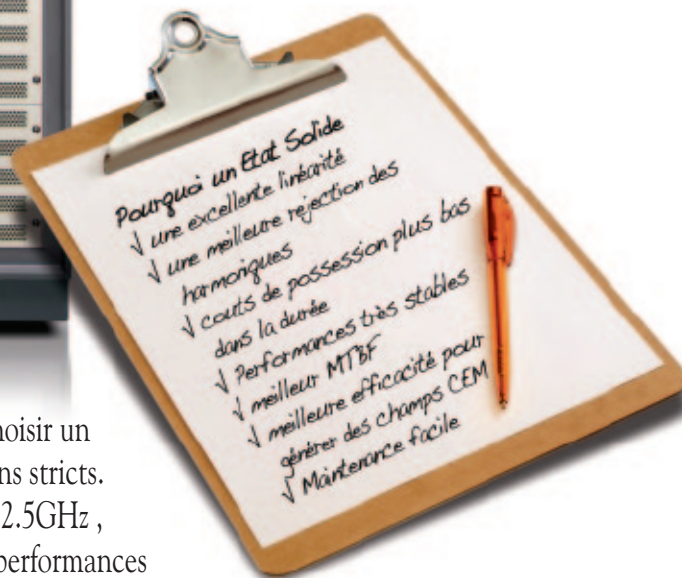 Pourquoi un Etat Solide
√ une excellente linéarité
√ une meilleure rejection des
harmoniques
√ couts de possession plus bas
dans la durée
√ Performances très stables
√ meilleur MTBF
√ meilleure efficacité pour
générer des champs CEM
√ Maintenance facile
hoisir un
ns stricts.
2.5GHz ,
performances